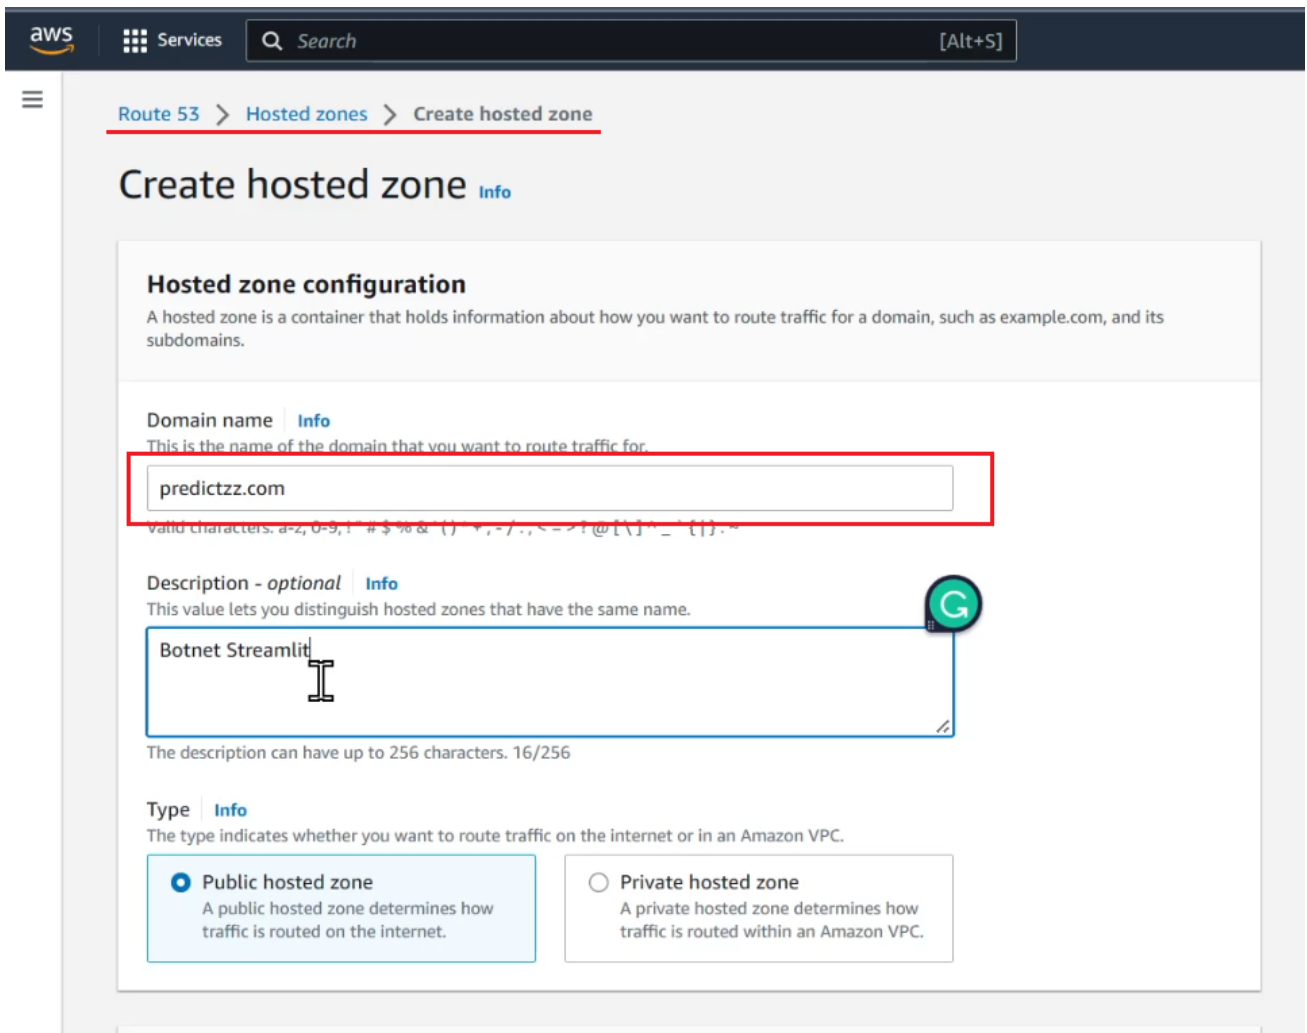 aws Services Search [Alt+S]
Route 53 > Hosted zones > Create hosted zone
Create hosted zone Info
Hosted zone configuration
A hosted zone is a container that holds information about how you want to route traffic for a domain, such as example.com, and its
subdomains.
Domain name Info
This is the name of the domain that you want to route traffic for.
predictzz.com
Valid characters: a-z, 0-9,
Description - optional Info
This value lets you distinguish hosted zones that have the same name.
Botnet Streamlit
The description can have up to 256 characters. 16/256
Type Info
The type indicates whether you want to route traffic on the internet or in an Amazon VPC.
Public hosted zone
A public hosted zone determines how
traffic is routed on the internet.
Private hosted zone
A private hosted zone determines how
traffic is routed within an Amazon VPC.